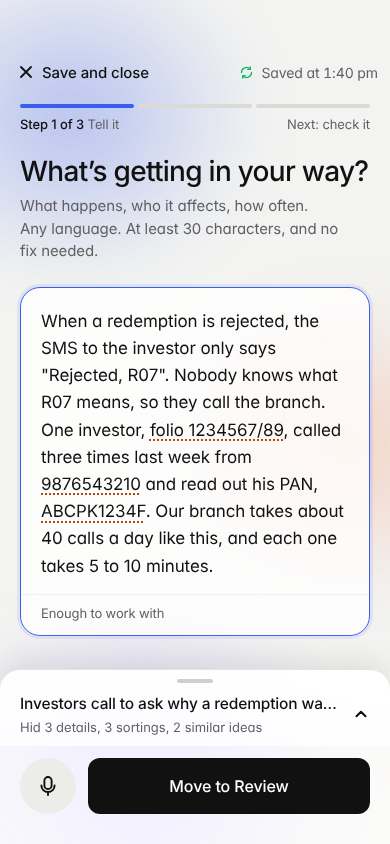 Save and close
Saved at 1:40 pm
Step 1 of 3 Tell it
Next: check it
What's getting in your way?
What happens, who it affects, how often.
Any language. At least 30 characters, and no
fix needed.
When a redemption is rejected, the
SMS to the investor only says
"Rejected, R07". Nobody knows what
R07 means, so they call the branch.
One investor, folio 1234567/89, called
three times last week from
9876543210 and read out his PAN,
ABCPK1234F. Our branch takes about
40 calls a day like this, and each one
takes 5 to 10 minutes.
Enough to work with
Investors call to ask why a redemption wa...
Hid 3 details, 3 sortings, 2 similar ideas
Move to Review